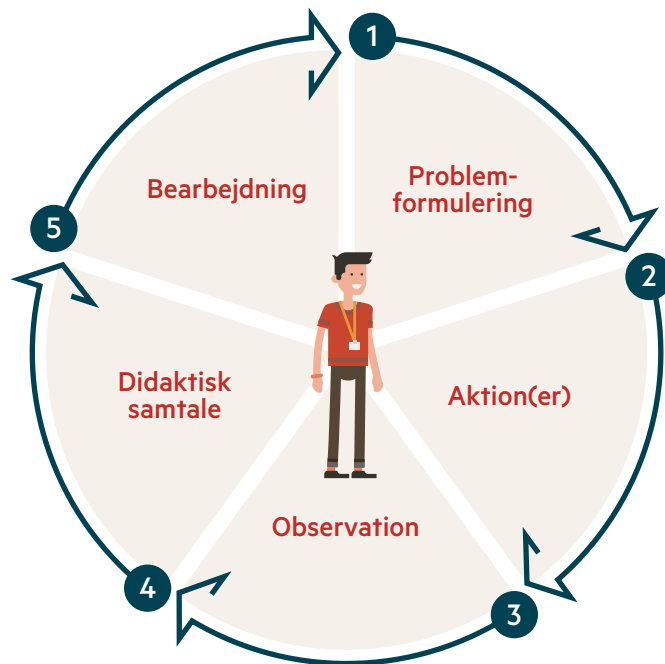 1
Problem-
formulering
2
Aktion(er)
3
Observation
4
Didaktisk
samtale
5
Bearbejdning